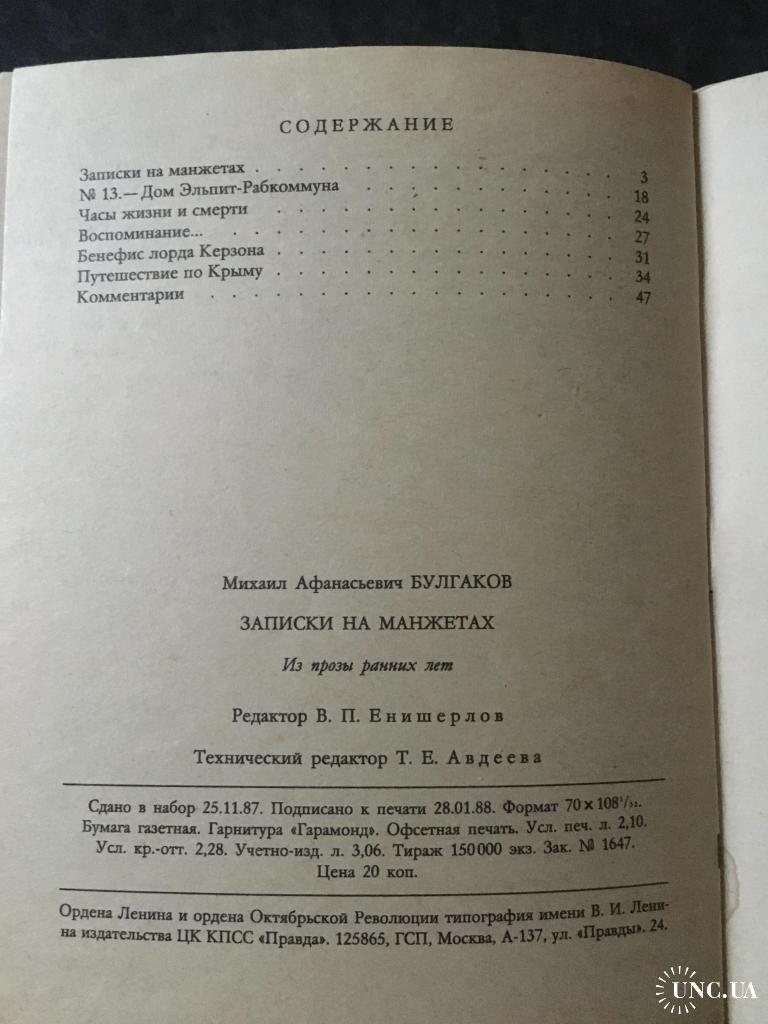 СОДЕРЖАНИЕ
Записки на манжетах . . . . . . . . . . . . . . . . 3
№ 13.— Дом Эльпит-Рабкоммуна . . . . . . . . . . . 18
Часы жизни и смерти . . . . . . . . . . . . . . . 24
Воспоминание... . . . . . . . . . . . . . . . . . 27
Бенефис лорда Керзона . . . . . . . . . . . . . . 31
Путешествие по Крыму . . . . . . . . . . . . . . . 34
Комментарии . . . . . . . . . . . . . . . . . . 47
Михаил Афанасьевич БУЛГАКОВ
ЗАПИСКИ НА МАНЖЕТАХ
Из прозы ранних лет
Редактор В. П. Енишерлов
Технический редактор Т. Е. Авдеева
Сдано в набор 25.11.87. Подписано к печати 28.01.88. Формат 70×108¹/₃₂.
Бумага газетная. Гарнитура «Гарамонд». Офсетная печать. Усл. печ. л. 2,10.
Усл. кр.-отт. 2,28. Учетно-изд. л. 3,06. Тираж 150 000 экз. Зак. № 1647.
Цена 20 коп.
Ордена Ленина и ордена Октябрьской Революции типография имени В. И. Лени-
на издательства ЦК КПСС «Правда». 125865, ГСП, Москва, А-137, ул. «Правды». 24.
UNC.UA